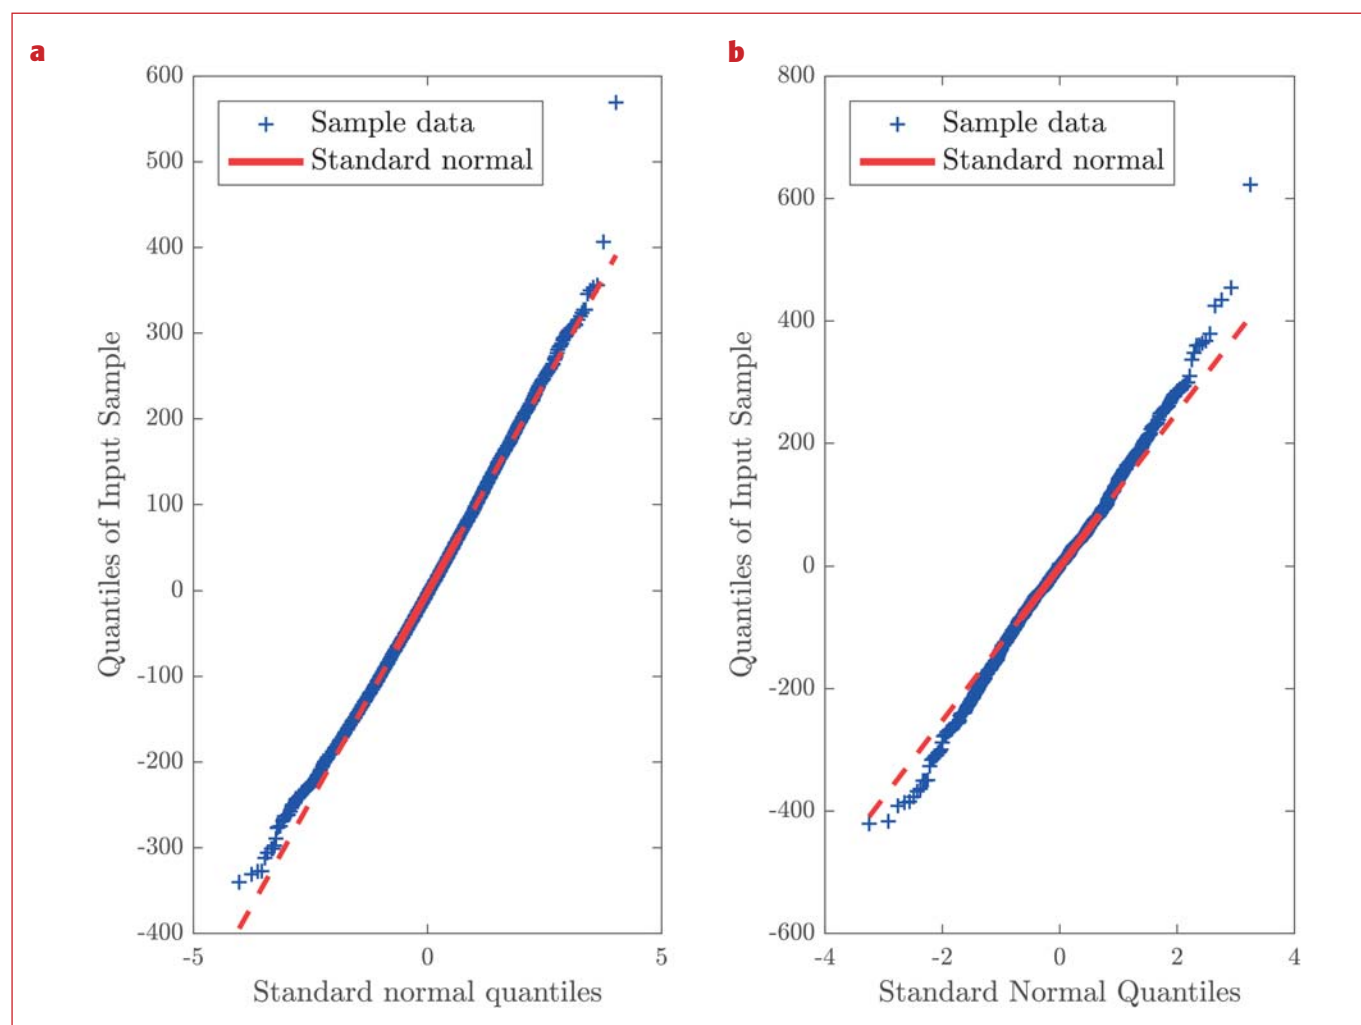 a
600
500
400
300
200
100
0
-100
-200
-300
-400
-5
0
5
Quantiles of Input Sample
Standard normal quantiles
Sample data
Standard normal
b
800
600
400
200
0
-200
-400
-600
-4
-2
0
2
4
Quantiles of Input Sample
Standard Normal Quantiles
Sample data
Standard normal